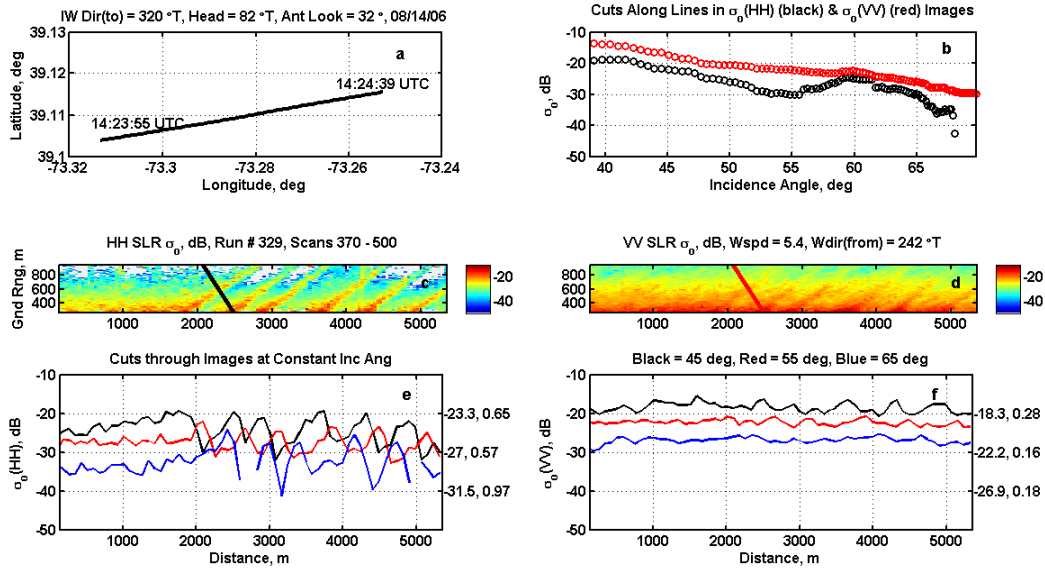 IW Dir(to) = 320 °T, Head = 82 °T, Ant Look = 32 °, 08/14/06
39.13
39.12
39.11
39.1
Latitude, deg
a
14:24:39 UTC
14:23:55 UTC
-73.3
-73.28
-73.26
-73.24
Longitude, deg
Cuts Along Lines in σ0(HH) (black) & σ0(VV) (red) Images
-10
-20
-30
-40
-50
σ0, dB
b
40
45
50
55
60
65
Incidence Angle, deg
HH SLR σ0, dB, Run # 329, Scans 370 - 500
800
600
400
Gnd Rng, m
c
1000
2000
3000
4000
5000
-20
-40
VV SLR σ0, dB, Wspd = 5.4, Wdir(from) = 242 °T
800
600
400
d
1000
2000
3000
4000
5000
-20
-40
Cuts through Images at Constant Inc Ang
-10
-20
-30
-40
-50
σ0(HH), dB
e
-23.3, 0.65
-27, 0.57
-31.5, 0.97
1000
2000
3000
4000
5000
Distance, m
Black = 45 deg, Red = 55 deg, Blue = 65 deg
-10
-20
-30
-40
-50
σ0(VV), dB
f
-18.3, 0.28
-22.2, 0.16
-26.9, 0.18
1000
2000
3000
4000
5000
Distance, m